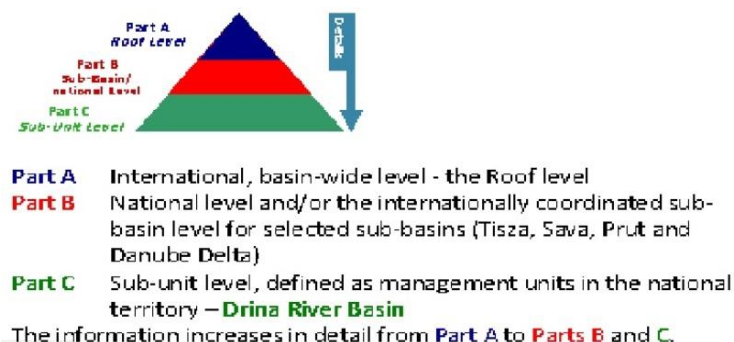 Part A
Roof Level
Part B
Sub-Basin/
national Level
Part C
Sub-Unit Level
Details
Part A International, basin-wide level - the Roof level
Part B National level and/or the internationally coordinated sub-
basin level for selected sub-basins (Tisza, Sava, Prut and
Danube Delta)
Part C Sub-unit level, defined as management units in the national
territory – Drina River Basin
The information increases in detail from Part A to Parts B and C.